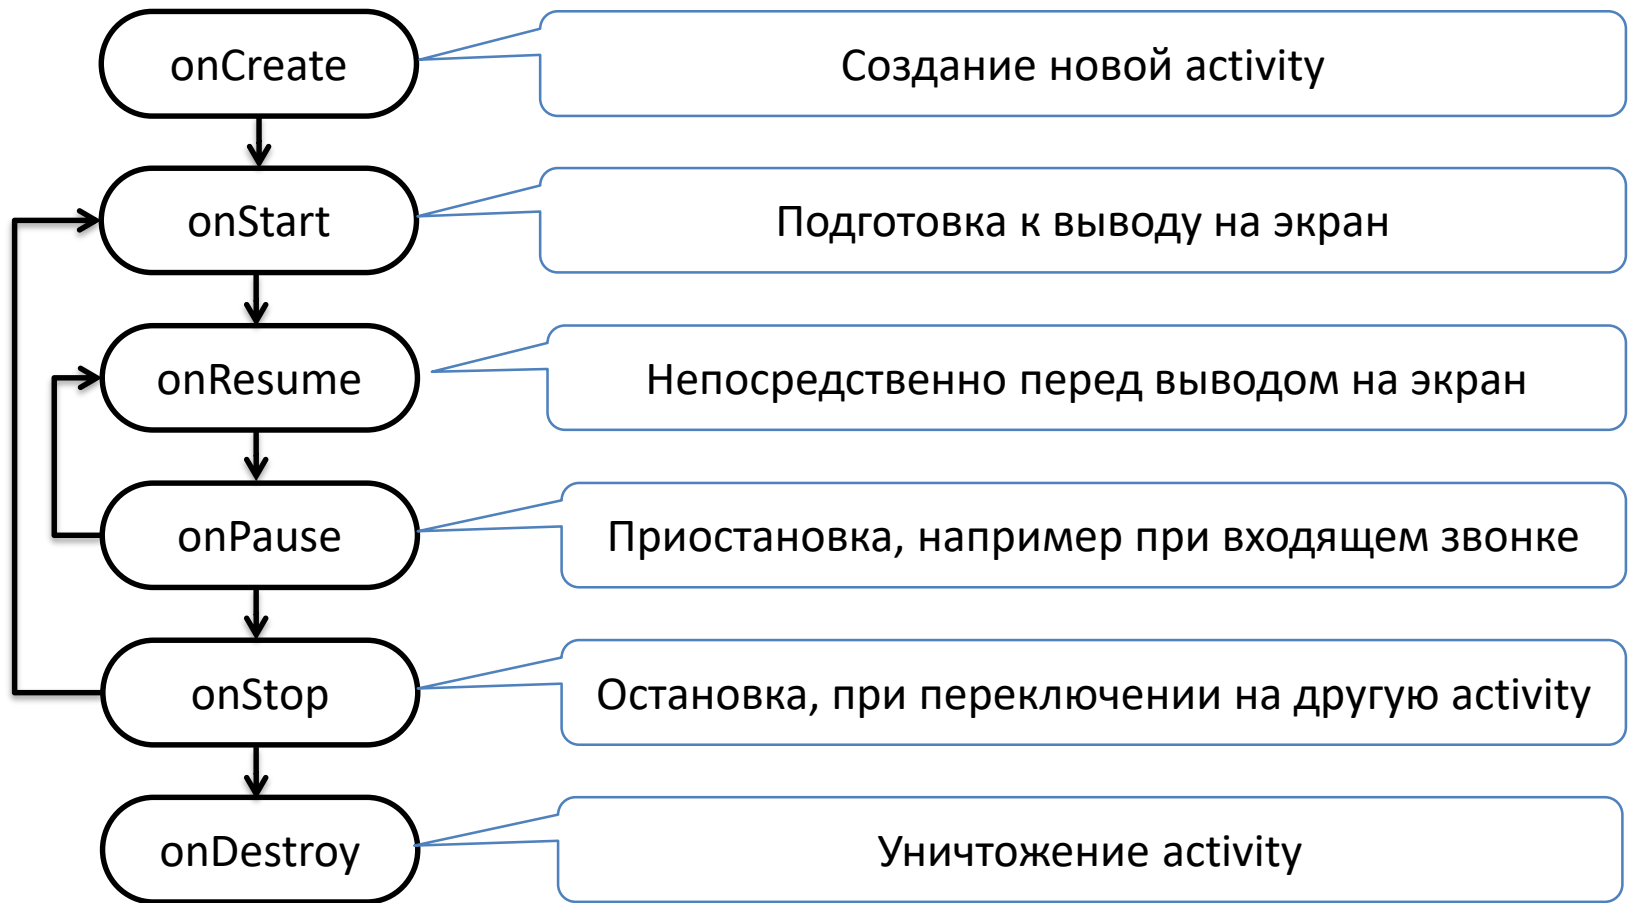 onCreate
Создание новой activity
onStart
Подготовка к выводу на экран
onResume
Непосредственно перед выводом на экран
onPause
Приостановка, например при входящем звонке
onStop
Остановка, при переключении на другую activity
onDestroy
Уничтожение activity